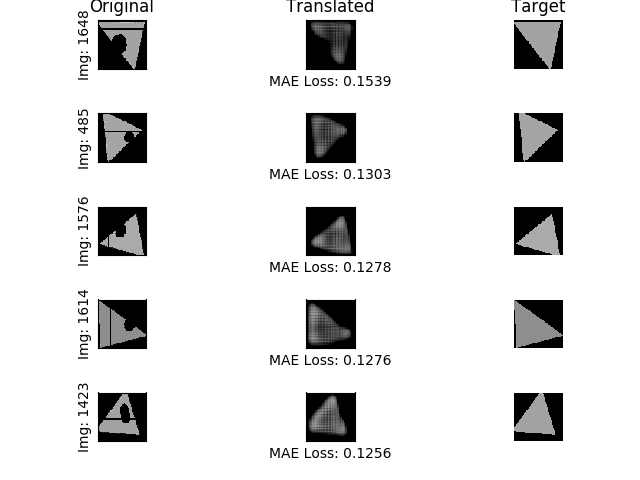 Original Translated Target
Img: 1648
MAE Loss: 0.1539
Img: 485
MAE Loss: 0.1303
Img: 1576
MAE Loss: 0.1278
Img: 1614
MAE Loss: 0.1276
Img: 1423
MAE Loss: 0.1256